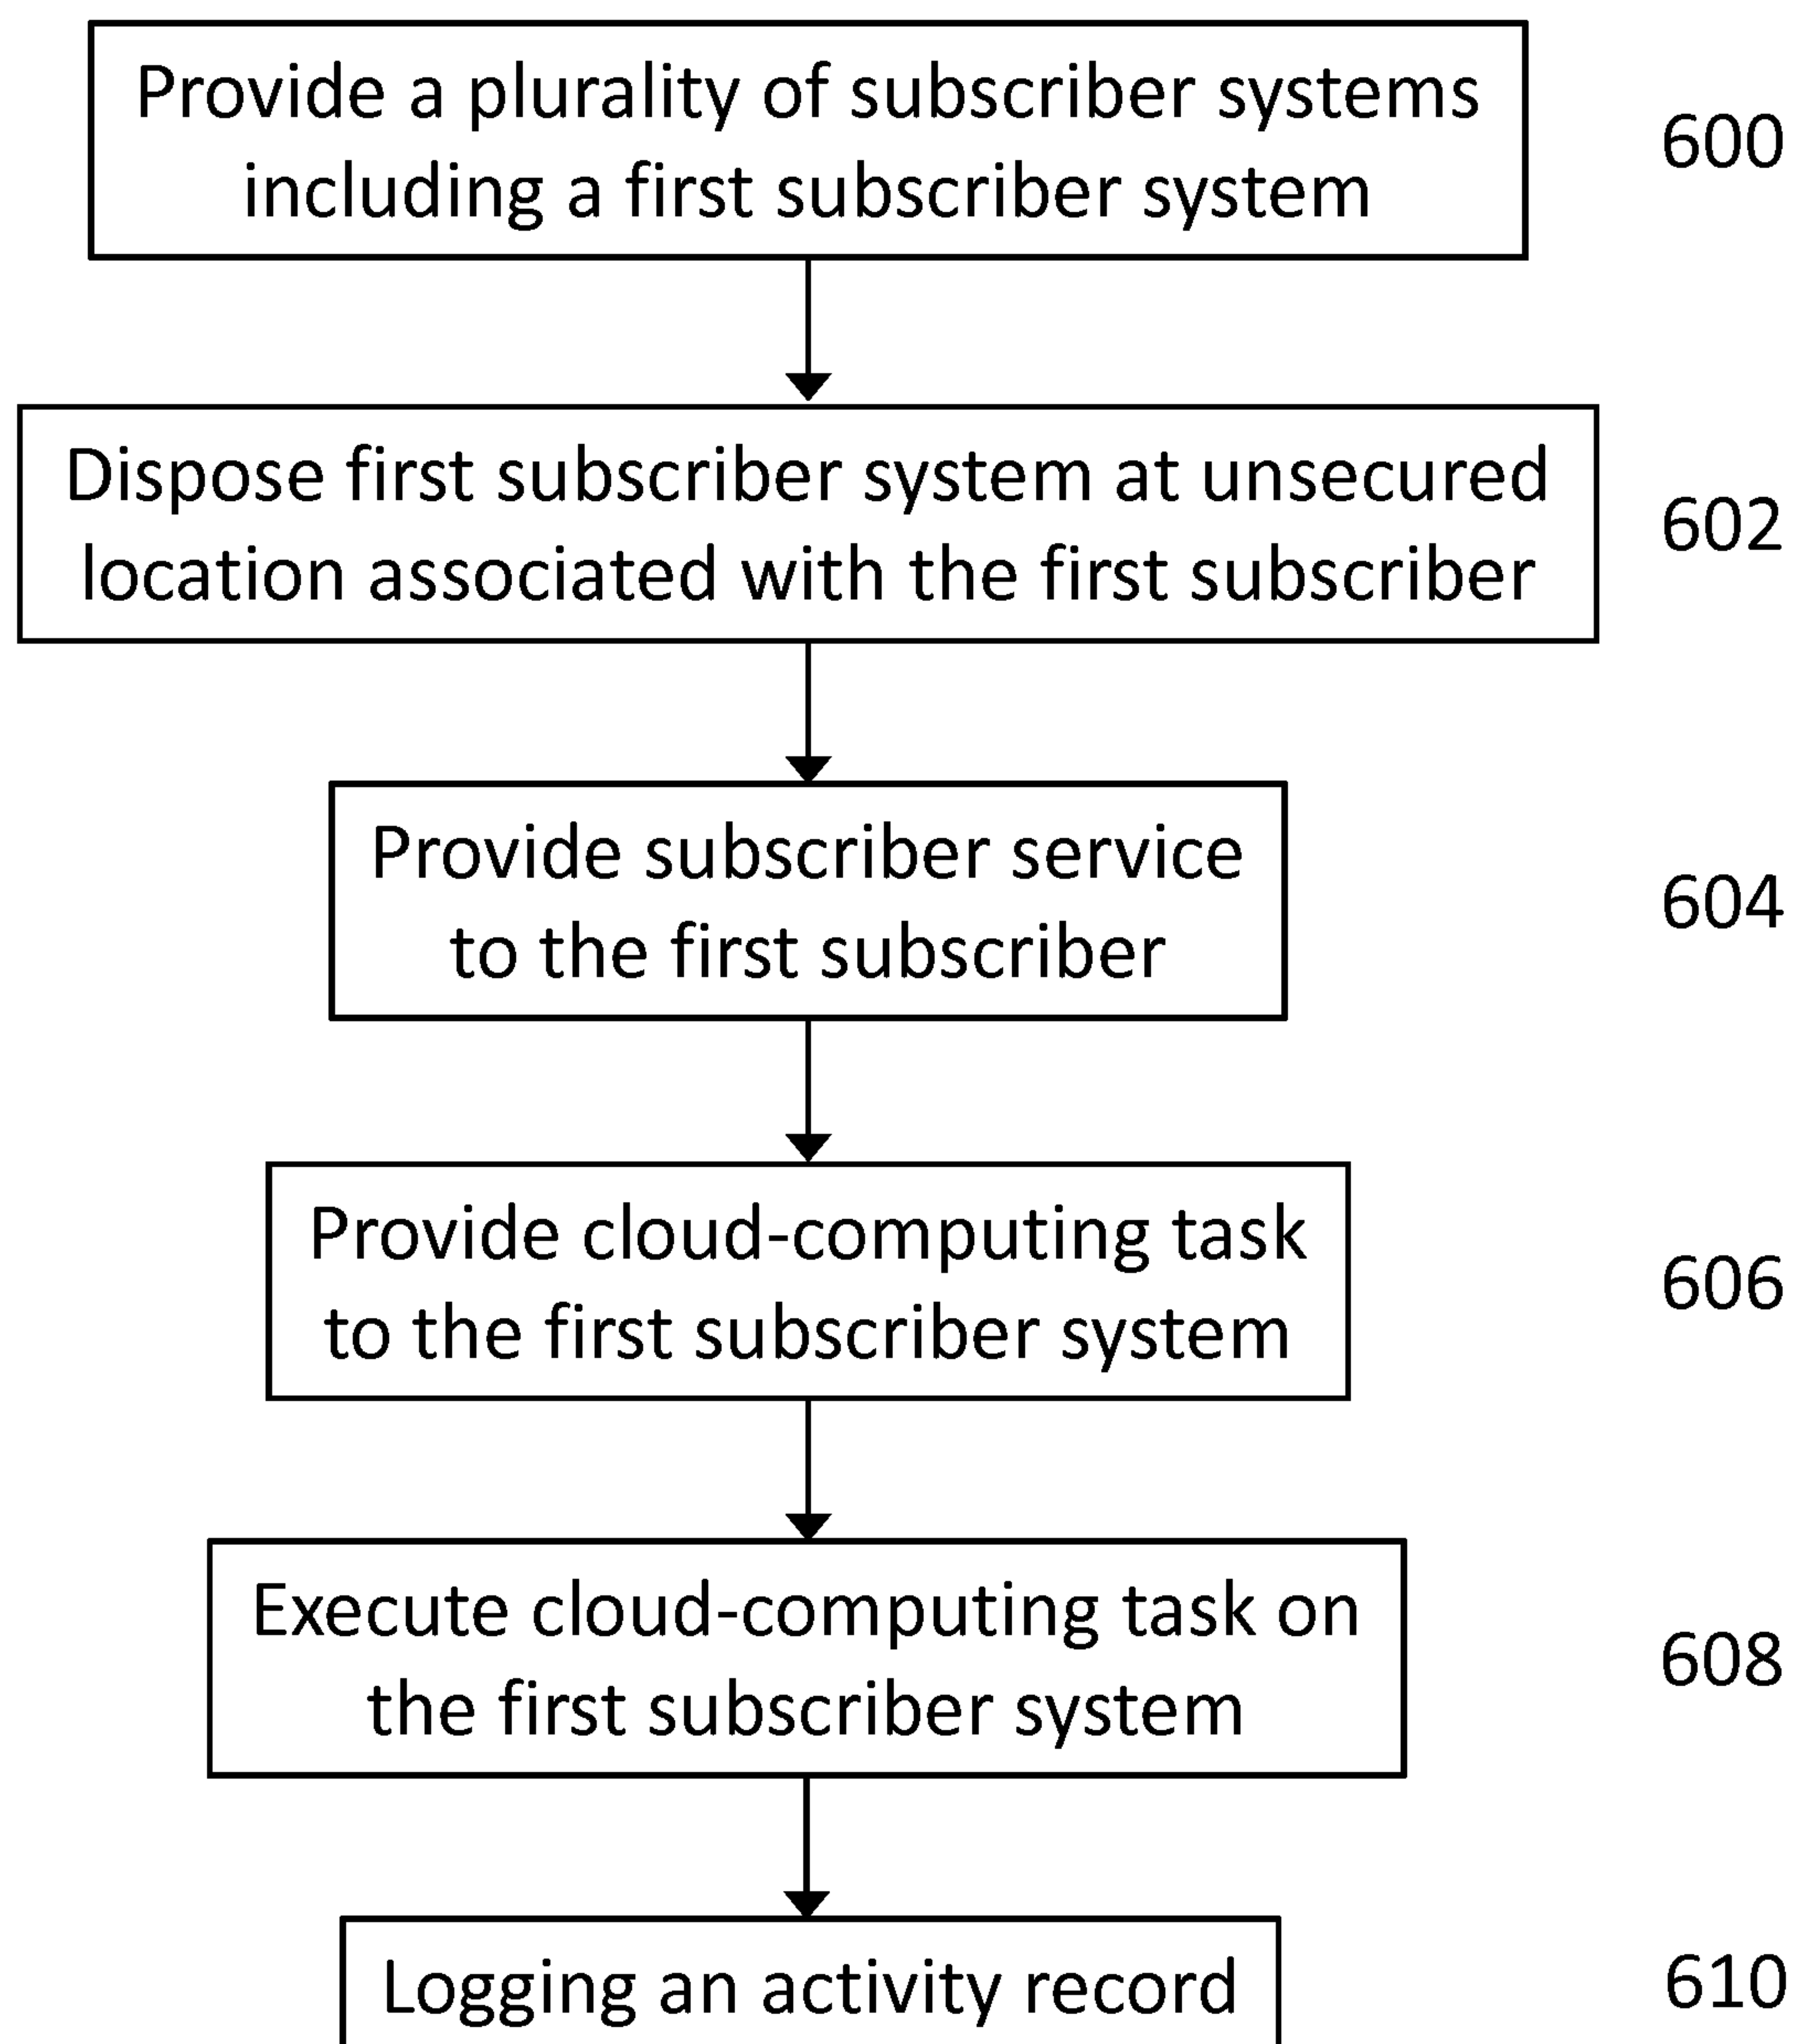 Provide a plurality of subscriber systems
including a first subscriber system
600
Dispose first subscriber system at unsecured
location associated with the first subscriber
602
Provide subscriber service
to the first subscriber
604
Provide cloud-computing task
to the first subscriber system
606
Execute cloud-computing task on
the first subscriber system
608
Logging an activity record
610